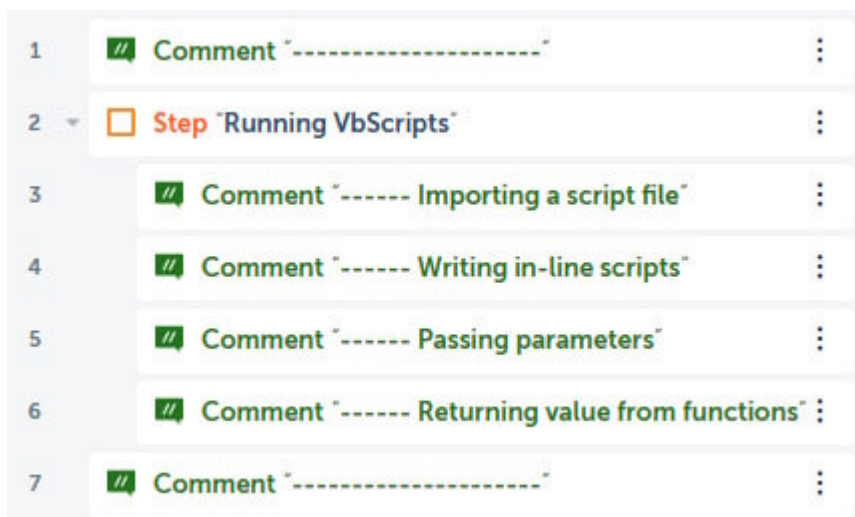 1 Comment "---------------------"
2 Step "Running VbScripts"
3 Comment "------ Importing a script file"
4 Comment "------ Writing in-line scripts"
5 Comment "------ Passing parameters"
6 Comment "------ Returning value from functions"
7 Comment "---------------------"